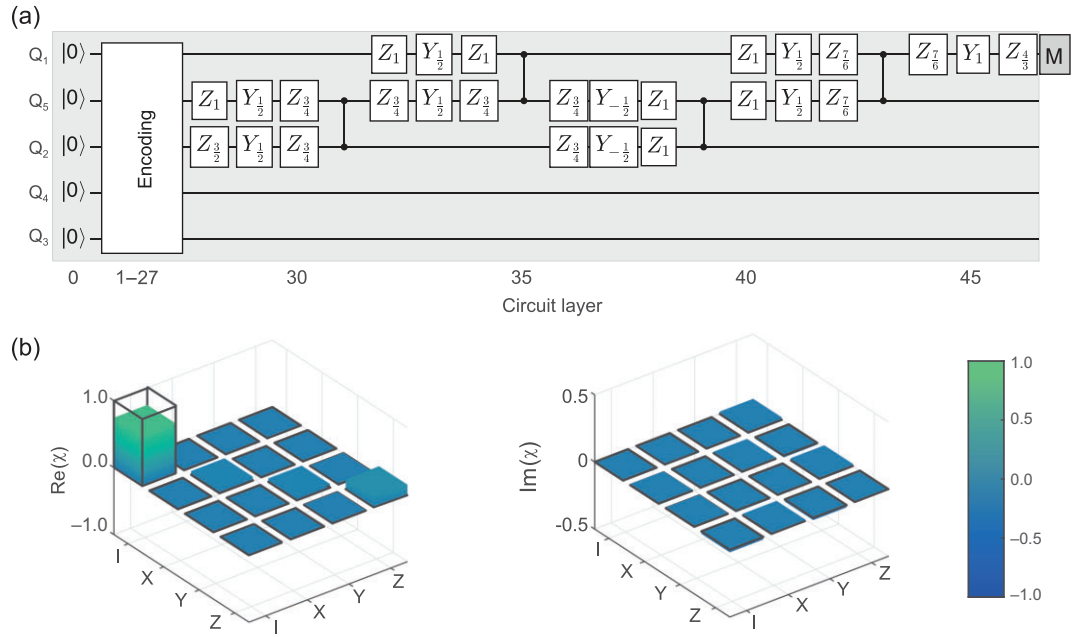 (a)
Q1 |0⟩ Z1 Y1/2 Z1 Z1 Y1/2 Z7/6 Z7/6 Y1 Z4/3 M
Q5 |0⟩ Z1 Y1/2 Z3/4 Z3/4 Y1/2 Z3/4 Z3/4 Y−1/2 Z1 Z1 Y1/2 Z7/6
Q2 |0⟩ Z3/2 Y1/2 Z3/4 Z3/4 Y−1/2 Z1
Encoding
Q4 |0⟩
Q3 |0⟩
0 1–27 30 35 40 45
Circuit layer
(b)
1.0
0.0
–1.0
Re(χ)
I X Y Z
I X Y Z
0.5
0
-0.5
Im(χ)
I X Y Z
I X Y Z
1.0
0.5
0.0
–0.5
–1.0